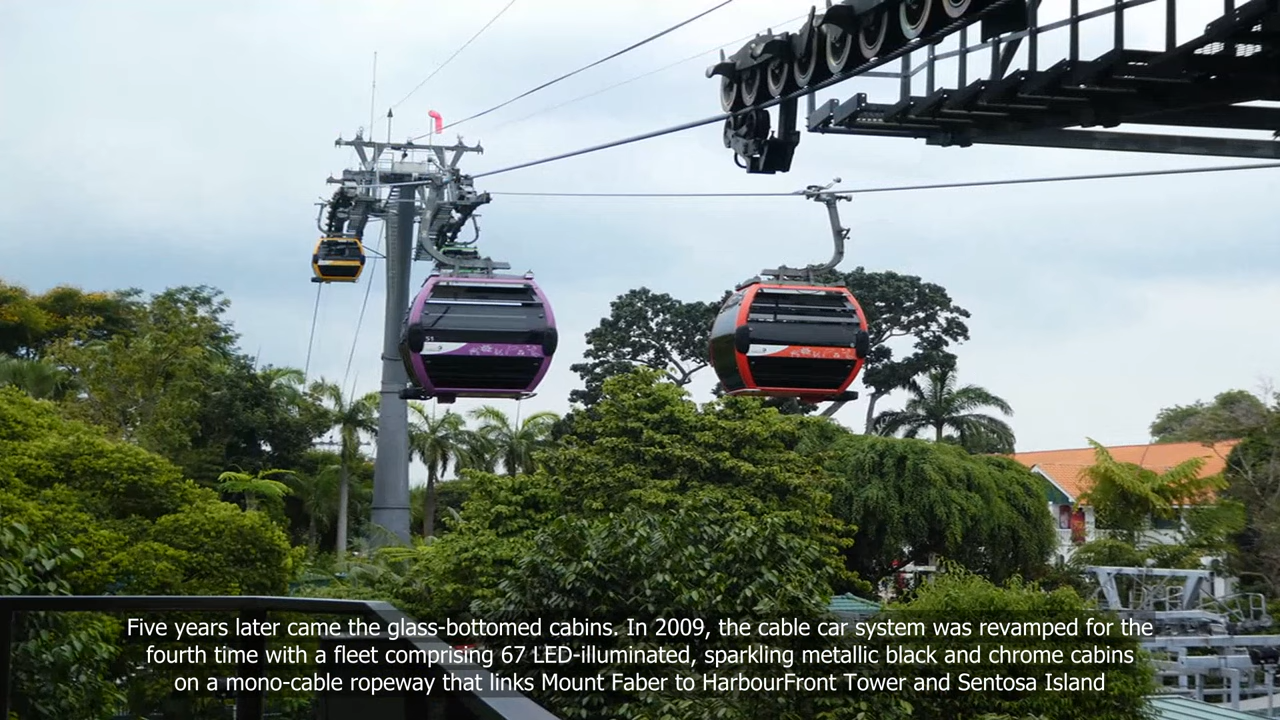 51
Five years later came the glass-bottomed cabins. In 2009, the cable car system was revamped for the
fourth time with a fleet comprising 67 LED-illuminated, sparkling metallic black and chrome cabins
on a mono-cable ropeway that links Mount Faber to HarbourFront Tower and Sentosa Island